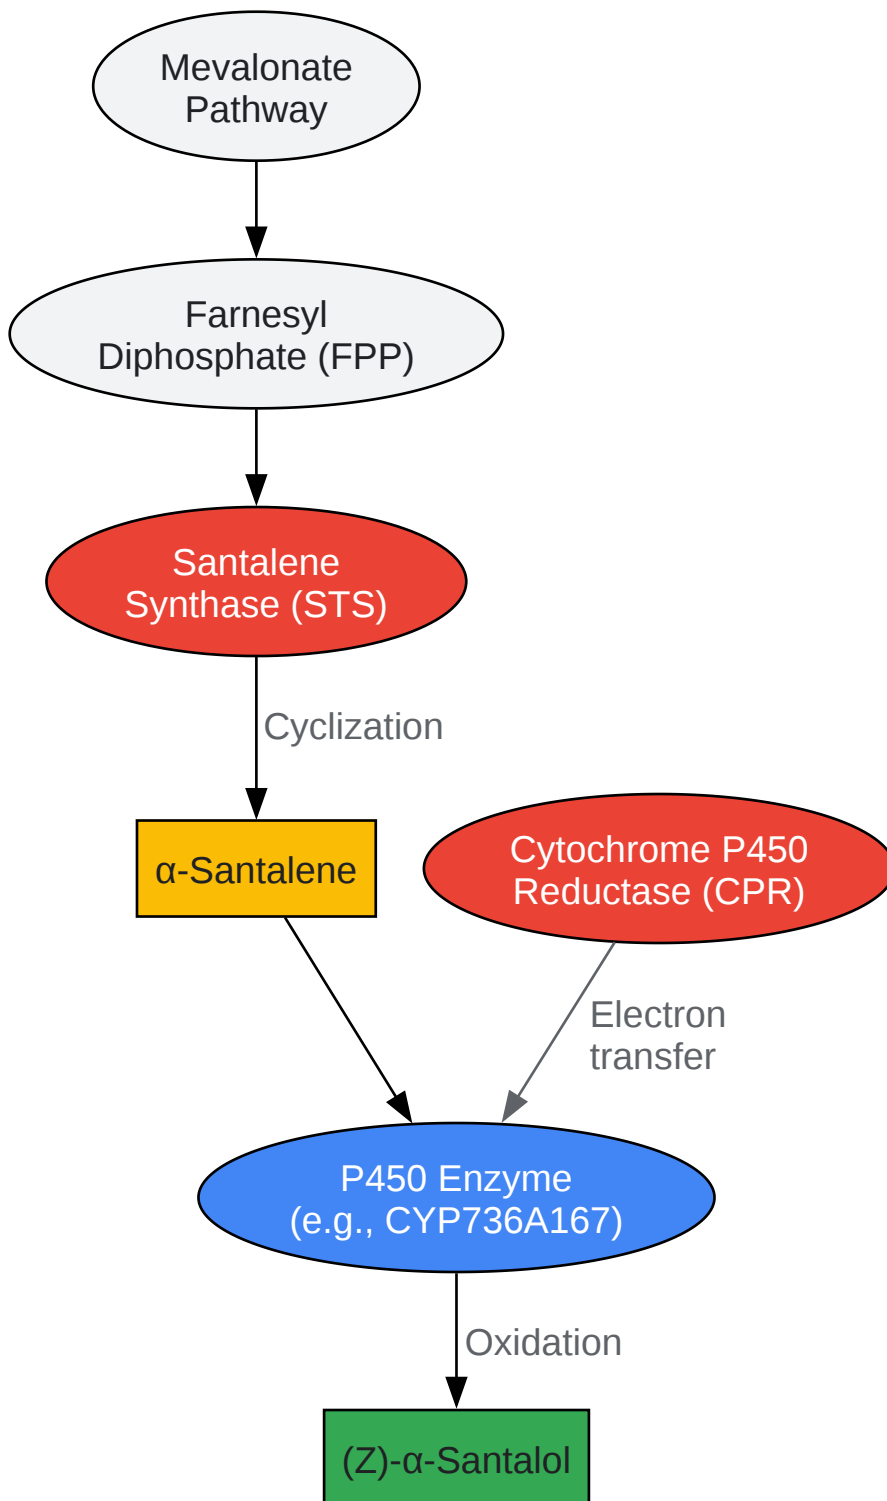 Mevalonate
Pathway
Farnesyl
Diphosphate (FPP)
Santalene
Synthase (STS)
Cyclization
α-Santalene
Cytochrome P450
Reductase (CPR)
Electron
transfer
P450 Enzyme
(e.g., CYP736A167)
Oxidation
(Z)-α-Santalol